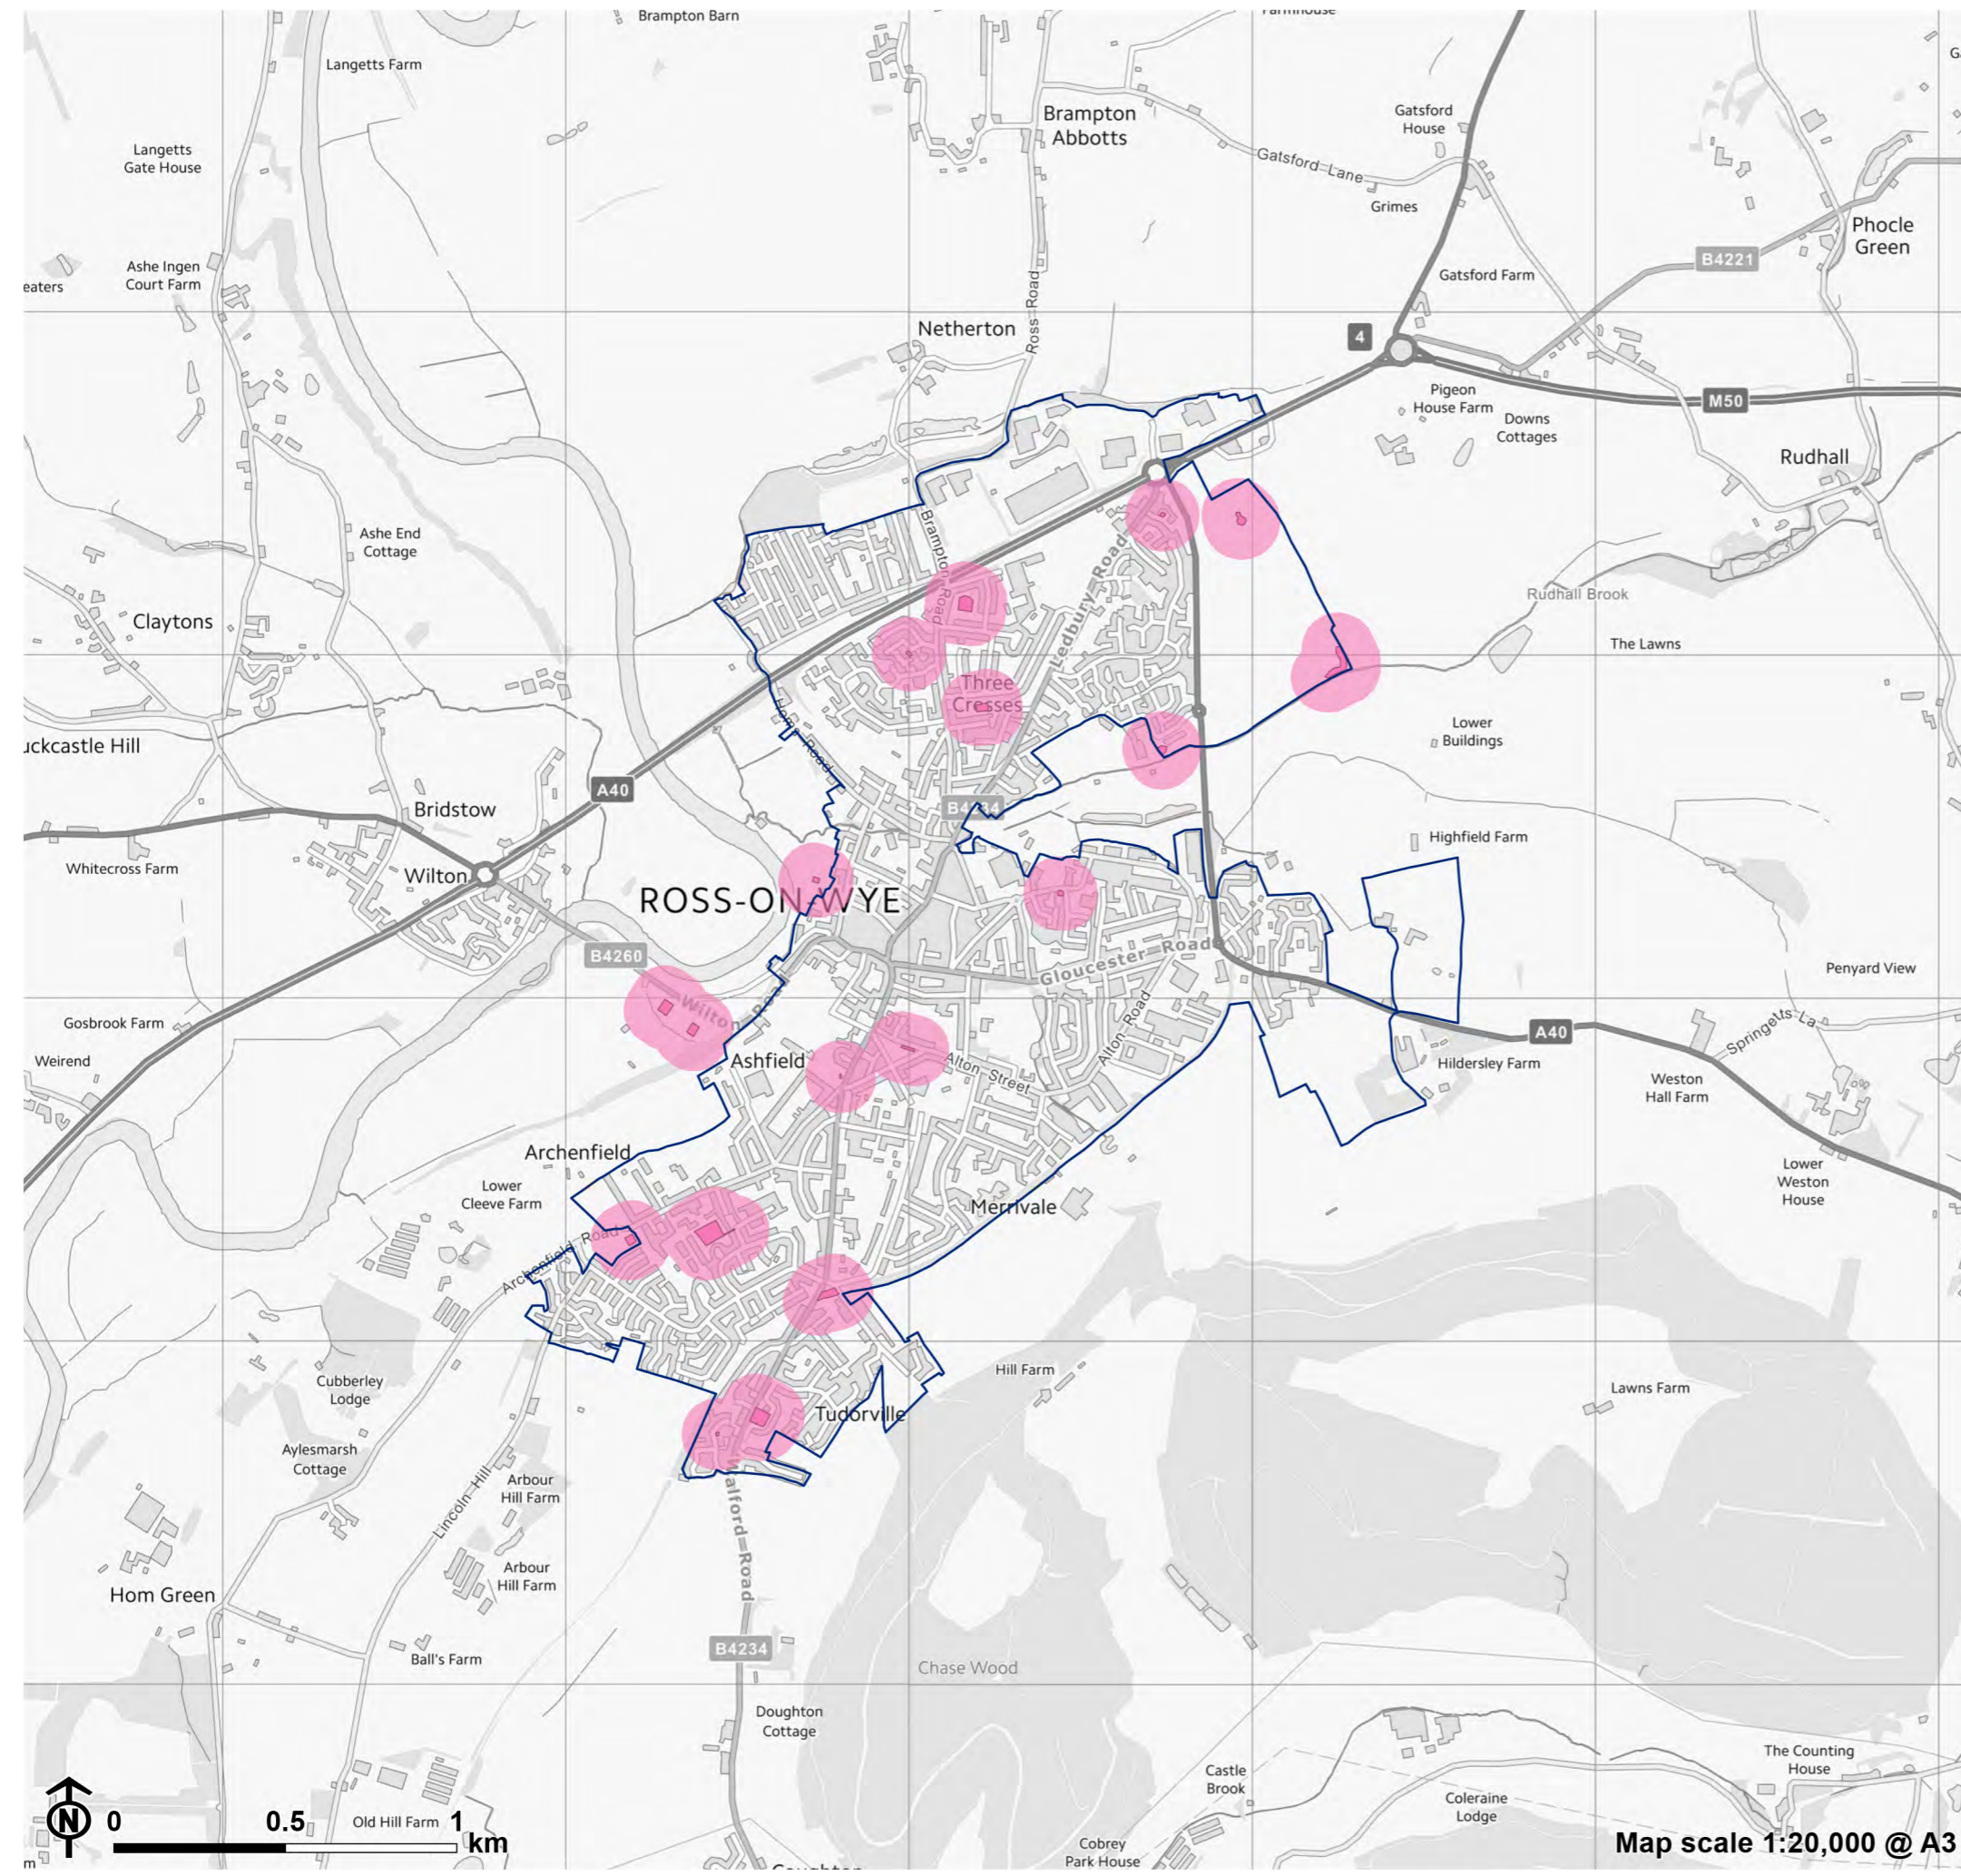 Brampton Barn
Langetts Farm
Brampton
Abbotts
Gatsford
House
Langetts
Gate House
Gatsford Lane
Grimes
Phocle
Green
B4221
Ashe Ingen
Court Farm
Gatsford Farm
eaters
Ross Road
Netherton
4
Pigeon
House Farm
M50
Downs
Cottages
Rudhall
Ashe End
Cottage
Brampton Road
Ledbury Road
Rudhall Brook
Claytons
The Lawns
Three
Crosses
Lower
Buildings
uckcastle Hill
Home Road
A40
Bridstow
B4234
Highfield Farm
Whitecross Farm
Wilton
ROSS-ON-WYE
B4260
Gloucester Road
Penyard View
Gosbrook Farm
Wilton Road
Alton Road
A40
Springetts La
Weirend
Ashfield
Alton Street
Hildersley Farm
Weston
Hall Farm
Archenfield
Lower
Cleeve Farm
Merrivale
Lower
Weston
House
Archenfield Road
Hill Farm
Cubberley
Lodge
Lawns Farm
Tudorville
Aylesmarsh
Cottage
Arbour
Hill Farm
Lincoln Hill
Walford Road
Arbour
Hill Farm
Hom Green
B4234
Ball's Farm
Chase Wood
Doughton
Cottage
The Counting
House
Castle
Brook
Coleraine
Lodge
N
0 0.5 1
km
Old Hill Farm
Cobrey
Park House
Map scale 1:20,000 @ A3